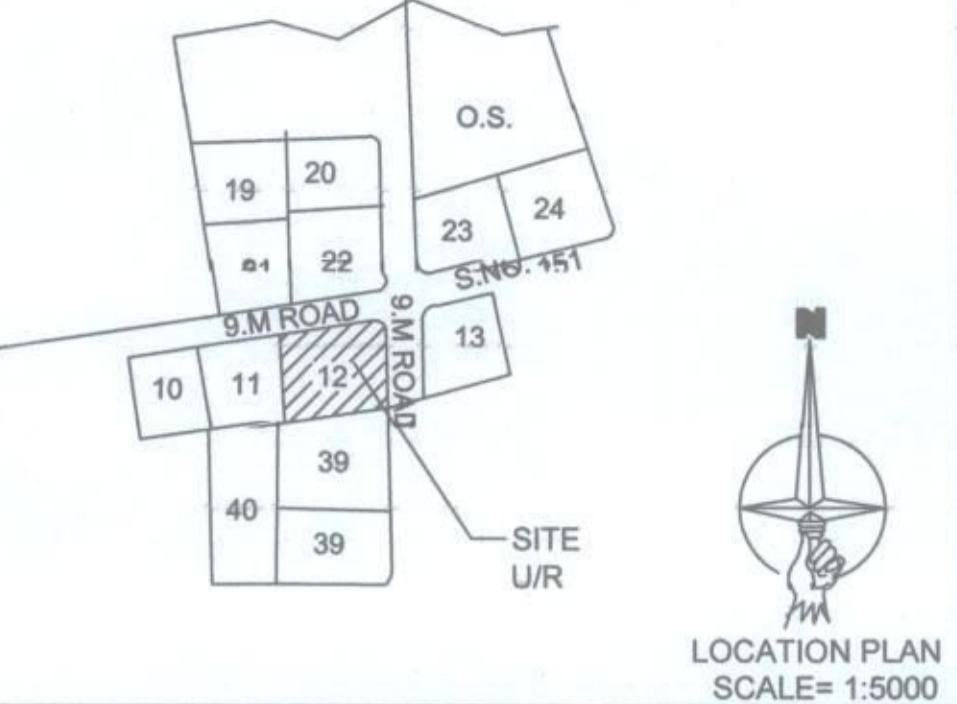 O.S.
19
20
23
24
21
22
S.NO. 151
9.M ROAD
9.M ROAD
13
10
11
12
39
40
39
SITE
U/R
N
LOCATION PLAN
SCALE= 1:5000